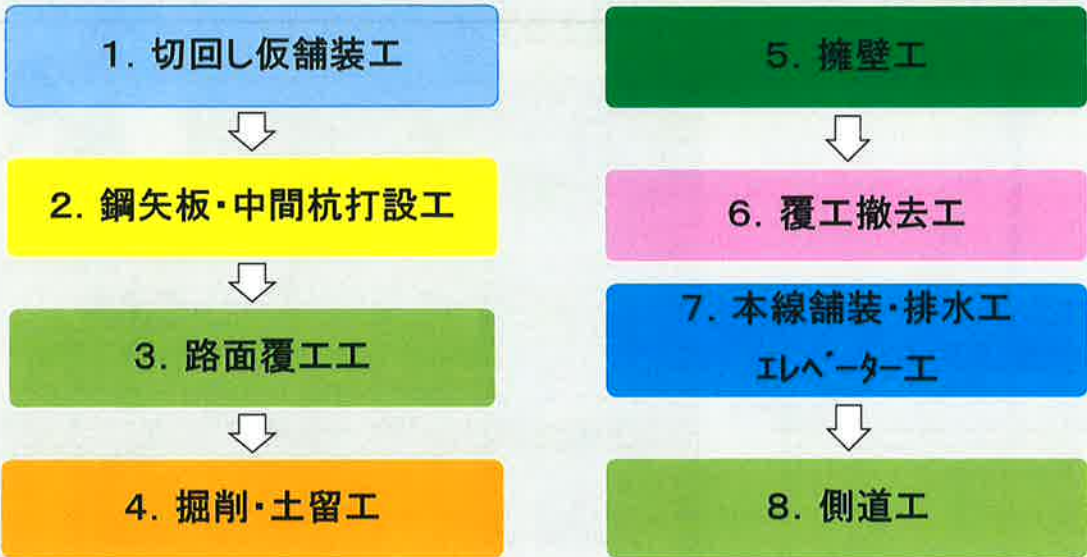 1. 切回し仮舗装工
2. 鋼矢板・中間杭打設工
3. 路面覆工工
4. 掘削・土留工
5. 擁壁工
6. 覆工撤去工
7. 本線舗装・排水工
エレベーター工
8. 側道工